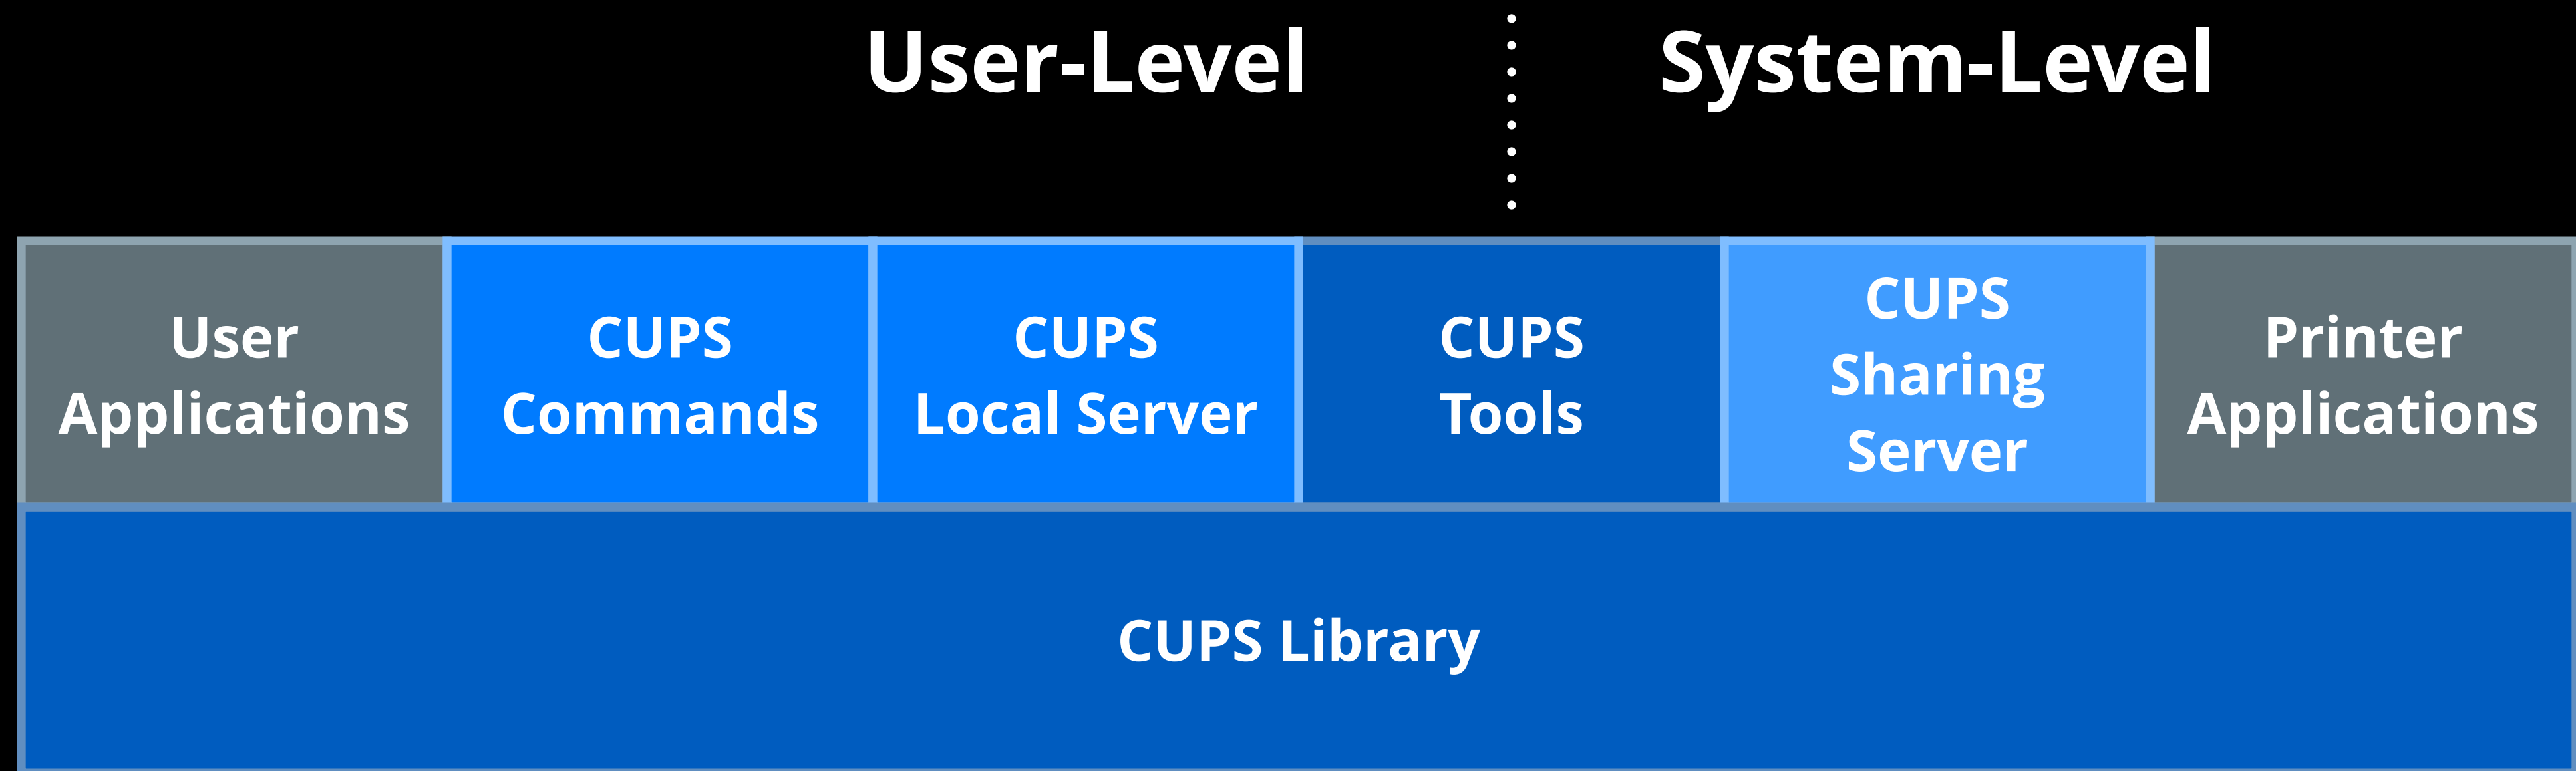 User-Level
System-Level
User
Applications
CUPS
Commands
CUPS
Local Server
CUPS
Tools
CUPS
Sharing
Server
Printer
Applications
CUPS Library